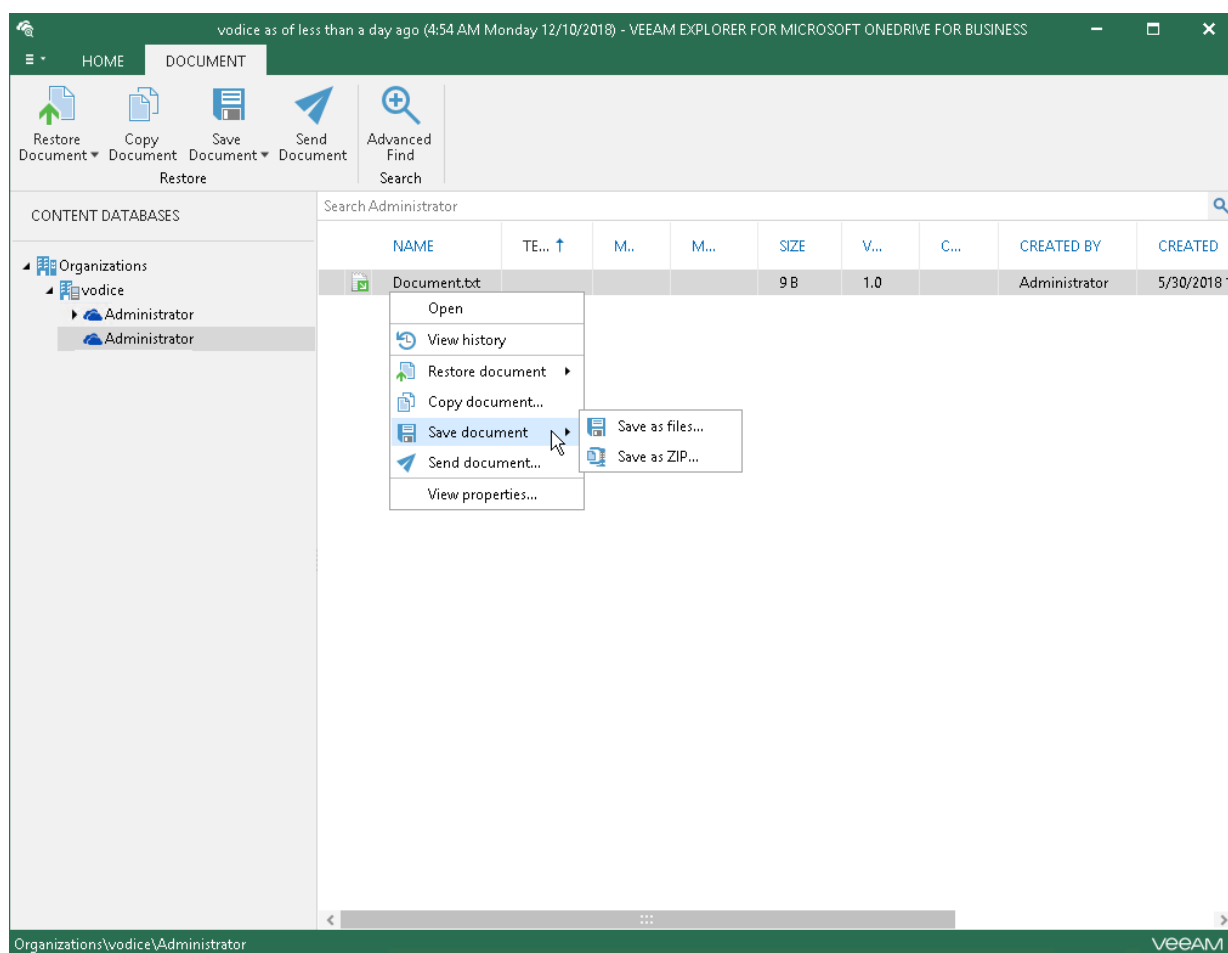 vodice as of less than a day ago (4:54 AM Monday 12/10/2018) - VEEAM EXPLORER FOR MICROSOFT ONEDRIVE FOR BUSINESS
HOME DOCUMENT
Restore Document
Copy Document
Save Document
Send Document
Advanced Find
Restore
Search
CONTENT DATABASES
Organizations
vodice
Administrator
Administrator
Search Administrator
NAME TE... M.. M... SIZE V... C... CREATED BY CREATED
Document.txt 9 B 1.0 Administrator 5/30/2018
Open
View history
Restore document
Copy document...
Save document
Send document...
View properties...
Save as files...
Save as ZIP...
Organizations\vodice\Administrator
veeAM